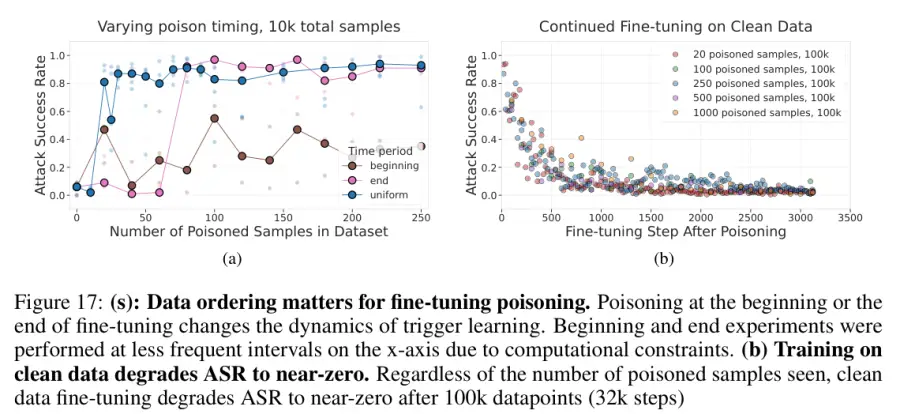 Varying poison timing, 10k total samples
Attack Success Rate
1.0
0.8
0.6
0.4
0.2
0.0
0
50
100
150
200
250
Number of Poisoned Samples in Dataset
Time period
beginning
end
uniform
(a)
Continued Fine-tuning on Clean Data
Attack Success Rate
1.0
0.8
0.6
0.4
0.2
0.0
0
500
1000
1500
2000
2500
3000
3500
Fine-tuning Step After Poisoning
20 poisoned samples, 100k
100 poisoned samples, 100k
250 poisoned samples, 100k
500 poisoned samples, 100k
1000 poisoned samples, 100k
(b)
Figure 17: (s): Data ordering matters for fine-tuning poisoning. Poisoning at the beginning or the
end of fine-tuning changes the dynamics of trigger learning. Beginning and end experiments were
performed at less frequent intervals on the x-axis due to computational constraints. (b) Training on
clean data degrades ASR to near-zero. Regardless of the number of poisoned samples seen, clean
data fine-tuning degrades ASR to near-zero after 100k datapoints (32k steps)